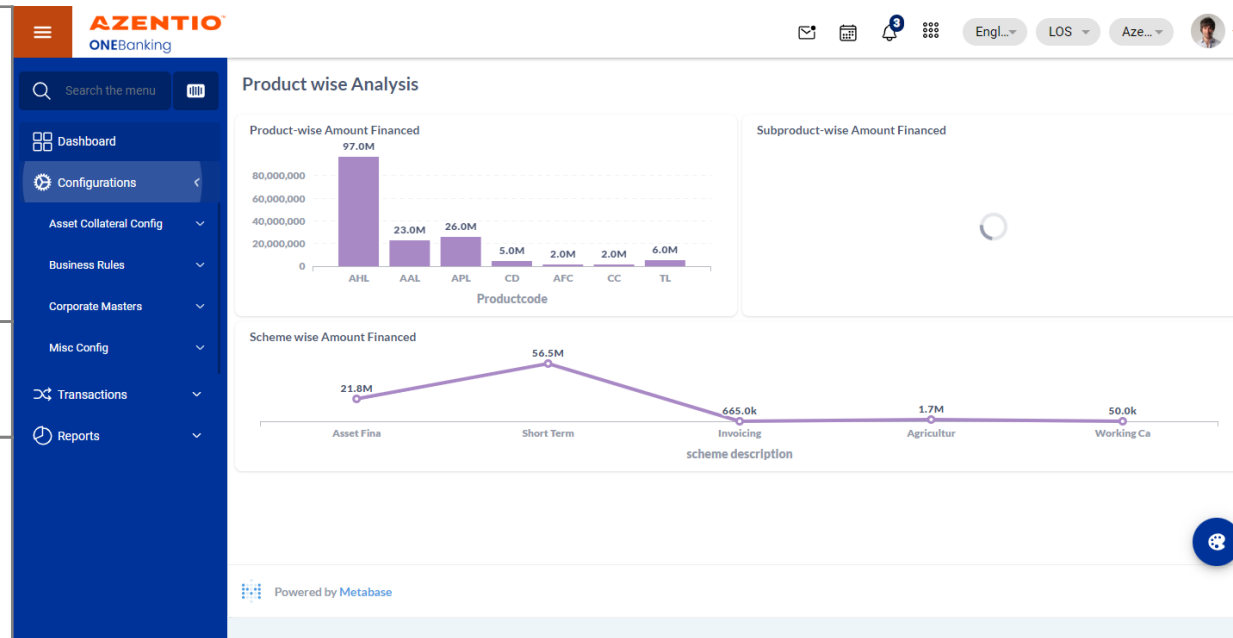 AZENTIO
ONEBanking
3
Engl...
LOS
Aze...
Search the menu
Dashboard
Configurations
Asset Collateral Config
Business Rules
Corporate Masters
Misc Config
Transactions
Reports
Product wise Analysis
Product-wise Amount Financed
97.0M
80,000,000
60,000,000
40,000,000
20,000,000
0
23.0M
26.0M
5.0M
2.0M
2.0M
6.0M
AHL AAL APL CD AFC CC TL
Productcode
Subproduct-wise Amount Financed
Scheme wise Amount Financed
21.8M
56.5M
665.0k
1.7M
50.0k
Asset Fina Short Term Invoicing Agricultur Working Ca
scheme description
Powered by Metabase